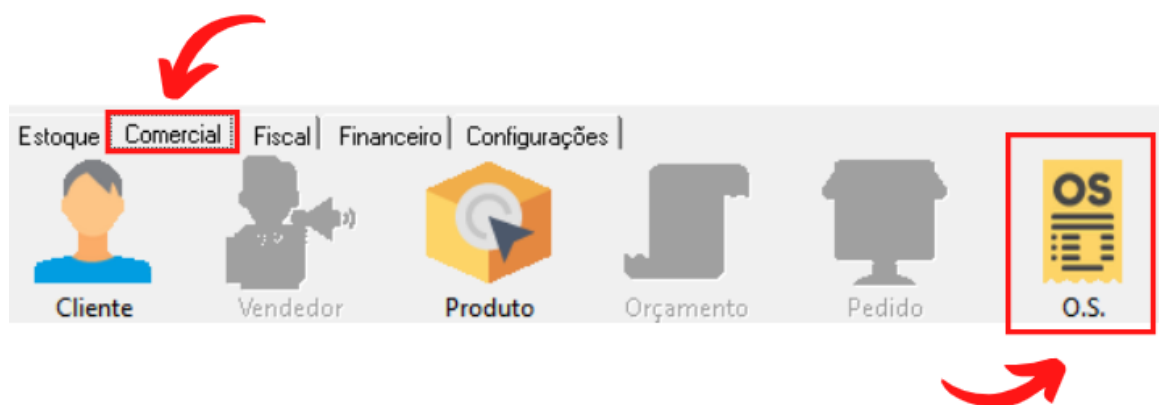 Estoque Comercial Fiscal Financeiro Configurações
OS
Cliente Vendedor Produto Orçamento Pedido O.S.